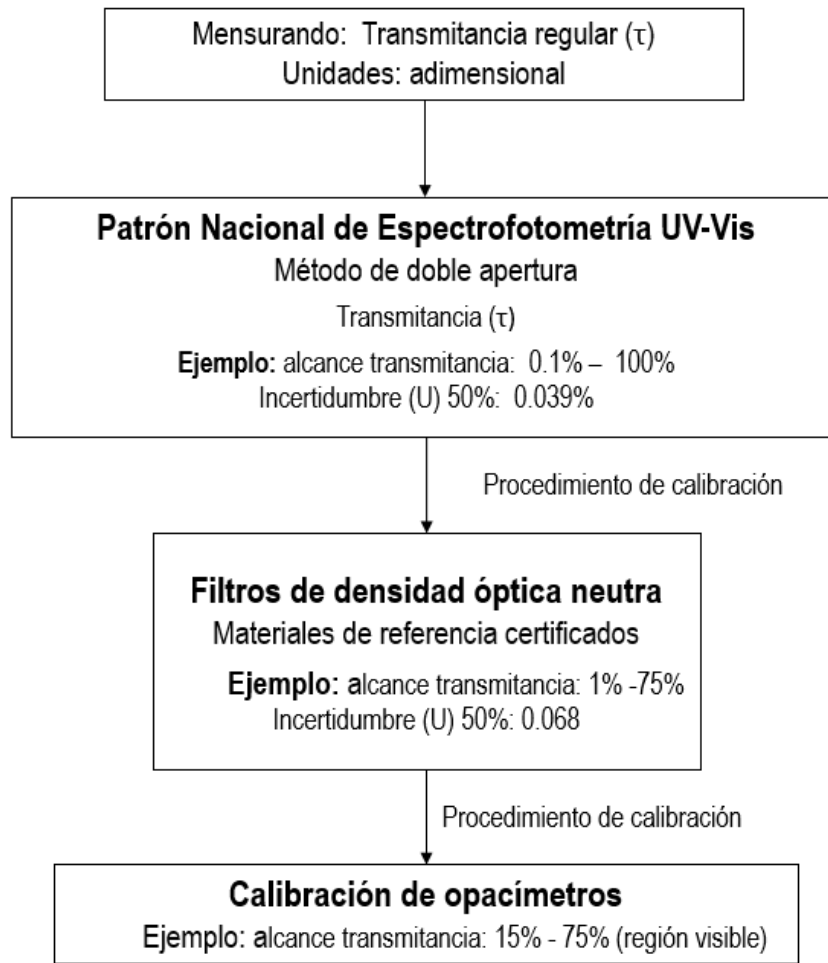 Mensurando: Transmitancia regular (τ)
Unidades: adimensional
Patrón Nacional de Espectrofotometría UV-Vis
Método de doble apertura
Transmitancia (τ)
Ejemplo: alcance transmitancia: 0.1% – 100%
Incertidumbre (U) 50%: 0.039%
Procedimiento de calibración
Filtros de densidad óptica neutra
Materiales de referencia certificados
Ejemplo: alcance transmitancia: 1% -75%
Incertidumbre (U) 50%: 0.068
Procedimiento de calibración
Calibración de opacímetros
Ejemplo: alcance transmitancia: 15% - 75% (región visible)